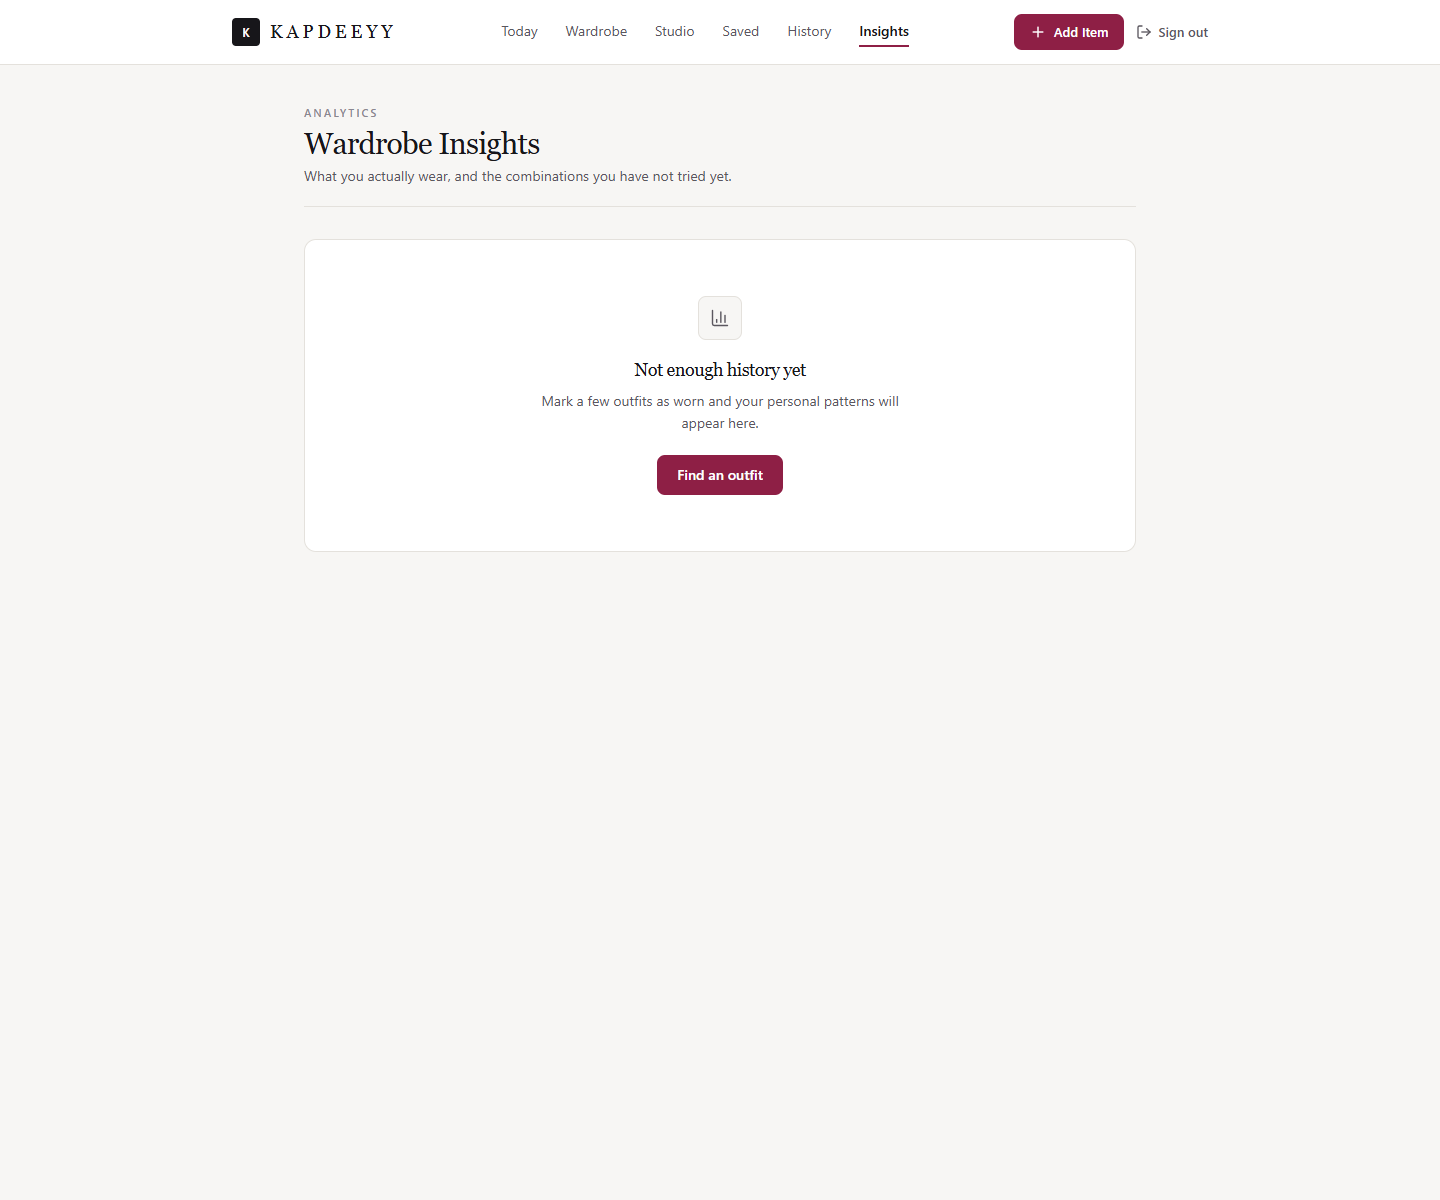 K KAPDEEYY Today Wardrobe Studio Saved History Insights Add Item Sign out
ANALYTICS
Wardrobe Insights
What you actually wear, and the combinations you have not tried yet.
Not enough history yet
Mark a few outfits as worn and your personal patterns will
appear here.
Find an outfit